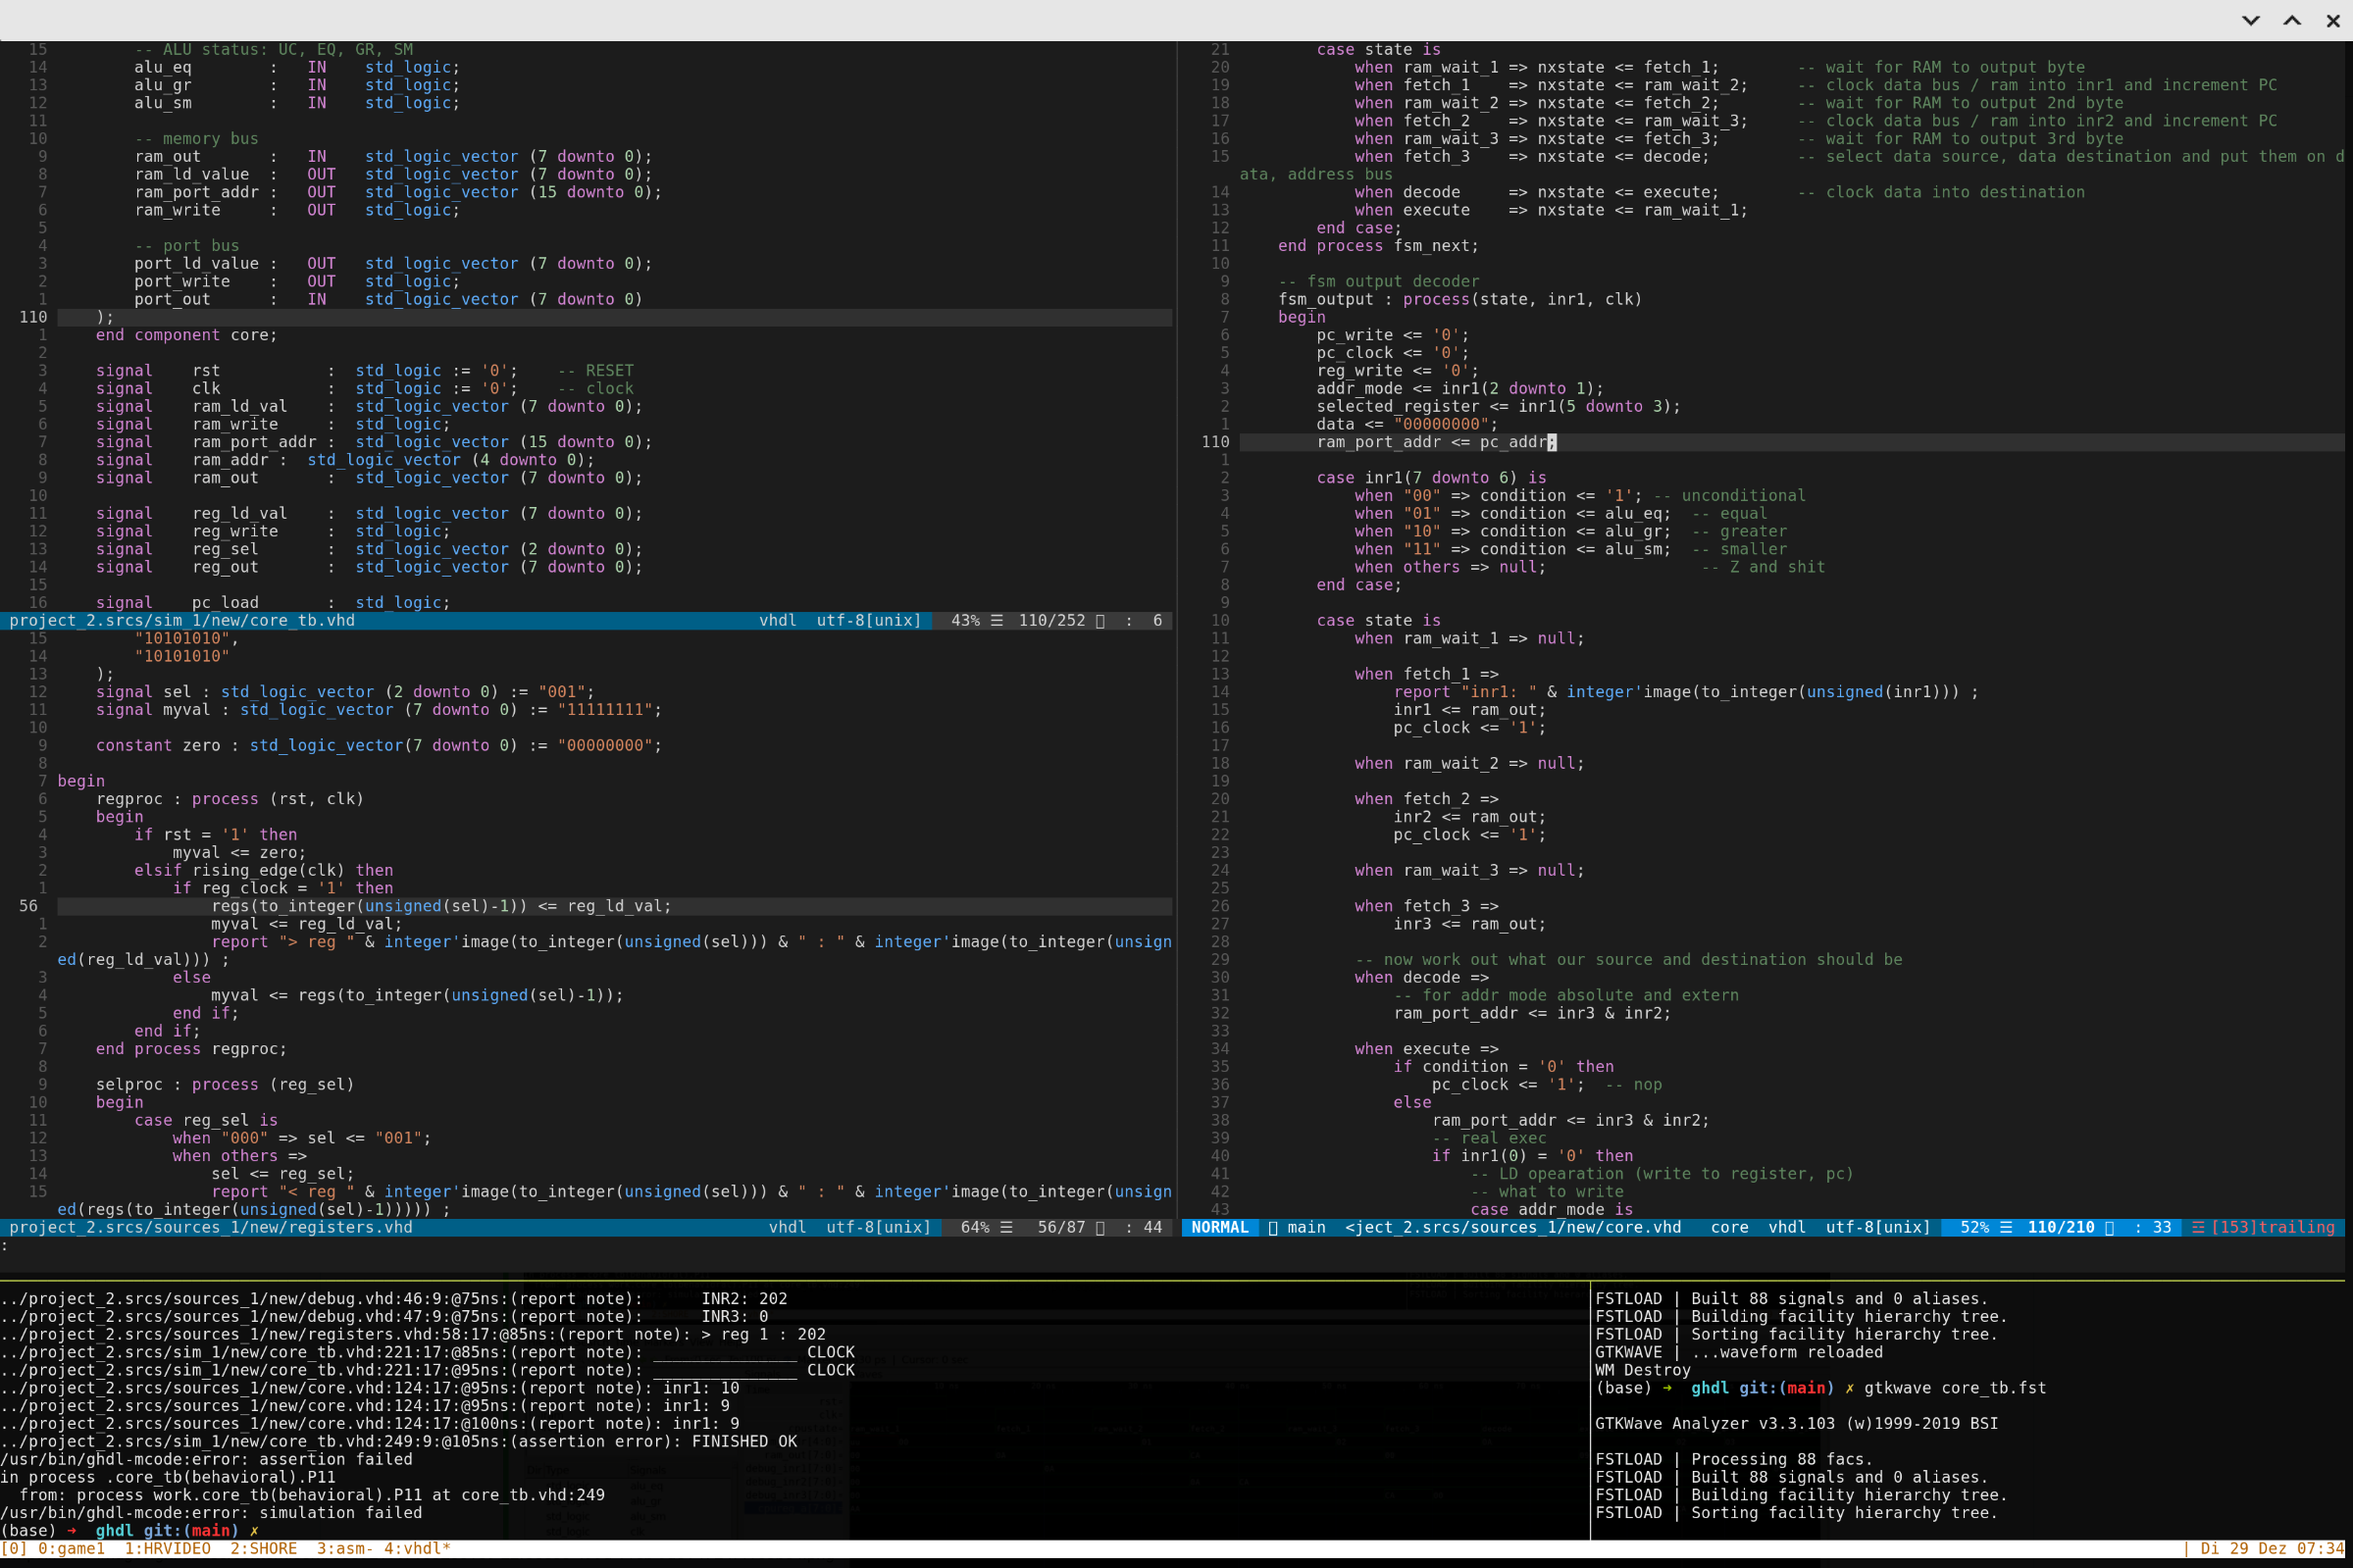 15         -- ALU status: UC, EQ, GR, SM
14         alu_eq        :   IN    std_logic;
13         alu_gr        :   IN    std_logic;
12         alu_sm        :   IN    std_logic;
11
10         -- memory bus
9         ram_out       :   IN    std_logic_vector (7 downto 0);
8         ram_ld_value  :   OUT   std_logic_vector (7 downto 0);
7         ram_port_addr :   OUT   std_logic_vector (15 downto 0);
6         ram_write     :   OUT   std_logic;
5
4         -- port bus
3         port_ld_value :   OUT   std_logic_vector (7 downto 0);
2         port_write    :   OUT   std_logic;
1         port_out      :   IN    std_logic_vector (7 downto 0)
110     );
1     end component core;
2
3     signal    rst           :  std_logic := '0';    -- RESET
4     signal    clk           :  std_logic := '0';    -- clock
5     signal    ram_ld_val    :  std_logic_vector (7 downto 0);
6     signal    ram_write     :  std_logic;
7     signal    ram_port_addr :  std_logic_vector (15 downto 0);
8     signal    ram_addr :  std_logic_vector (4 downto 0);
9     signal    ram_out       :  std_logic_vector (7 downto 0);
10
11     signal    reg_ld_val    :  std_logic_vector (7 downto 0);
12     signal    reg_write     :  std_logic;
13     signal    reg_sel       :  std_logic_vector (2 downto 0);
14     signal    reg_out       :  std_logic_vector (7 downto 0);
15
16     signal    pc_load       :  std_logic;
project_2.srcs/sim_1/new/core_tb.vhd    vhdl  utf-8[unix]   43% ☰ 110/252 :  6
15         "10101010",
14         "10101010"
13     );
12     signal sel : std_logic_vector (2 downto 0) := "001";
11     signal myval : std_logic_vector (7 downto 0) := "11111111";
10
9     constant zero : std_logic_vector(7 downto 0) := "00000000";
8
7 begin
6     regproc : process (rst, clk)
5     begin
4         if rst = '1' then
3             myval <= zero;
2         elsif rising_edge(clk) then
1             if reg_clock = '1' then
56                 regs(to_integer(unsigned(sel)-1)) <= reg_ld_val;
1                 myval <= reg_ld_val;
2                 report "> reg " & integer'image(to_integer(unsigned(sel))) & " : " & integer'image(to_integer(unsign
ed(reg_ld_val))) ;
3             else
4                 myval <= regs(to_integer(unsigned(sel)-1));
5             end if;
6         end if;
7     end process regproc;
8
9     selproc : process (reg_sel)
10     begin
11         case reg_sel is
12             when "000" => sel <= "001";
13             when others =>
14                 sel <= reg_sel;
15                 report "< reg " & integer'image(to_integer(unsigned(sel))) & " : " & integer'image(to_integer(unsign
ed(regs(to_integer(unsigned(sel)-1))))) ;
project_2.srcs/sources_1/new/registers.vhd    vhdl  utf-8[unix]   64% ☰  56/87 : 44
:
21         case state is
20             when ram_wait_1 => nxstate <= fetch_1;        -- wait for RAM to output byte
19             when fetch_1    => nxstate <= ram_wait_2;     -- clock data bus / ram into inr1 and increment PC
18             when ram_wait_2 => nxstate <= fetch_2;        -- wait for RAM to output 2nd byte
17             when fetch_2    => nxstate <= ram_wait_3;     -- clock data bus / ram into inr2 and increment PC
16             when ram_wait_3 => nxstate <= fetch_3;        -- wait for RAM to output 3rd byte
15             when fetch_3    => nxstate <= decode;         -- select data source, data destination and put them on d
ata, address bus
14             when decode     => nxstate <= execute;        -- clock data into destination
13             when execute    => nxstate <= ram_wait_1;
12         end case;
11     end process fsm_next;
10
9     -- fsm output decoder
8     fsm_output : process(state, inr1, clk)
7     begin
6         pc_write <= '0';
5         pc_clock <= '0';
4         reg_write <= '0';
3         addr_mode <= inr1(2 downto 1);
2         selected_register <= inr1(5 downto 3);
1         data <= "00000000";
110         ram_port_addr <= pc_addr;
1
2         case inr1(7 downto 6) is
3             when "00" => condition <= '1'; -- unconditional
4             when "01" => condition <= alu_eq;  -- equal
5             when "10" => condition <= alu_gr;  -- greater
6             when "11" => condition <= alu_sm;  -- smaller
7             when others => null;                -- Z and shit
8         end case;
9
10         case state is
11             when ram_wait_1 => null;
12
13             when fetch_1 =>
14                 report "inr1: " & integer'image(to_integer(unsigned(inr1))) ;
15                 inr1 <= ram_out;
16                 pc_clock <= '1';
17
18             when ram_wait_2 => null;
19
20             when fetch_2 =>
21                 inr2 <= ram_out;
22                 pc_clock <= '1';
23
24             when ram_wait_3 => null;
25
26             when fetch_3 =>
27                 inr3 <= ram_out;
28
29             -- now work out what our source and destination should be
30             when decode =>
31                 -- for addr mode absolute and extern
32                 ram_port_addr <= inr3 & inr2;
33
34             when execute =>
35                 if condition = '0' then
36                     pc_clock <= '1';  -- nop
37                 else
38                     ram_port_addr <= inr3 & inr2;
39                     -- real exec
40                     if inr1(0) = '0' then
41                         -- LD opearation (write to register, pc)
42                         -- what to write
43                         case addr_mode is
NORMAL  main  <ject_2.srcs/sources_1/new/core.vhd   core  vhdl  utf-8[unix]   52% ☰ 110/210 : 33  ☲ [153]trailing
../project_2.srcs/sources_1/new/debug.vhd:46:9:@75ns:(report note):      INR2: 202
../project_2.srcs/sources_1/new/debug.vhd:47:9:@75ns:(report note):      INR3: 0
../project_2.srcs/sources_1/new/registers.vhd:58:17:@85ns:(report note): > reg 1 : 202
../project_2.srcs/sim_1/new/core_tb.vhd:221:17:@85ns:(report note): _______________ CLOCK
../project_2.srcs/sim_1/new/core_tb.vhd:221:17:@95ns:(report note): _______________ CLOCK
../project_2.srcs/sources_1/new/core.vhd:124:17:@95ns:(report note): inr1: 10
../project_2.srcs/sources_1/new/core.vhd:124:17:@95ns:(report note): inr1: 9
../project_2.srcs/sources_1/new/core.vhd:124:17:@100ns:(report note): inr1: 9
../project_2.srcs/sim_1/new/core_tb.vhd:249:9:@105ns:(assertion error): FINISHED OK
/usr/bin/ghdl-mcode:error: assertion failed
in process .core_tb(behavioral).P11
  from: process work.core_tb(behavioral).P11 at core_tb.vhd:249
/usr/bin/ghdl-mcode:error: simulation failed
(base) ➜  ghdl git:(main) ✗
FSTLOAD | Built 88 signals and 0 aliases.
FSTLOAD | Building facility hierarchy tree.
FSTLOAD | Sorting facility hierarchy tree.
GTKWAVE | ...waveform reloaded
WM Destroy
(base) ➜  ghdl git:(main) ✗ gtkwave core_tb.fst
GTKWave Analyzer v3.3.103 (w)1999-2019 BSI
FSTLOAD | Processing 88 facs.
FSTLOAD | Built 88 signals and 0 aliases.
FSTLOAD | Building facility hierarchy tree.
FSTLOAD | Sorting facility hierarchy tree.
[0] 0:game1  1:HRVIDEO  2:SHORE  3:asm- 4:vhdl*    | Di 29 Dez 07:34